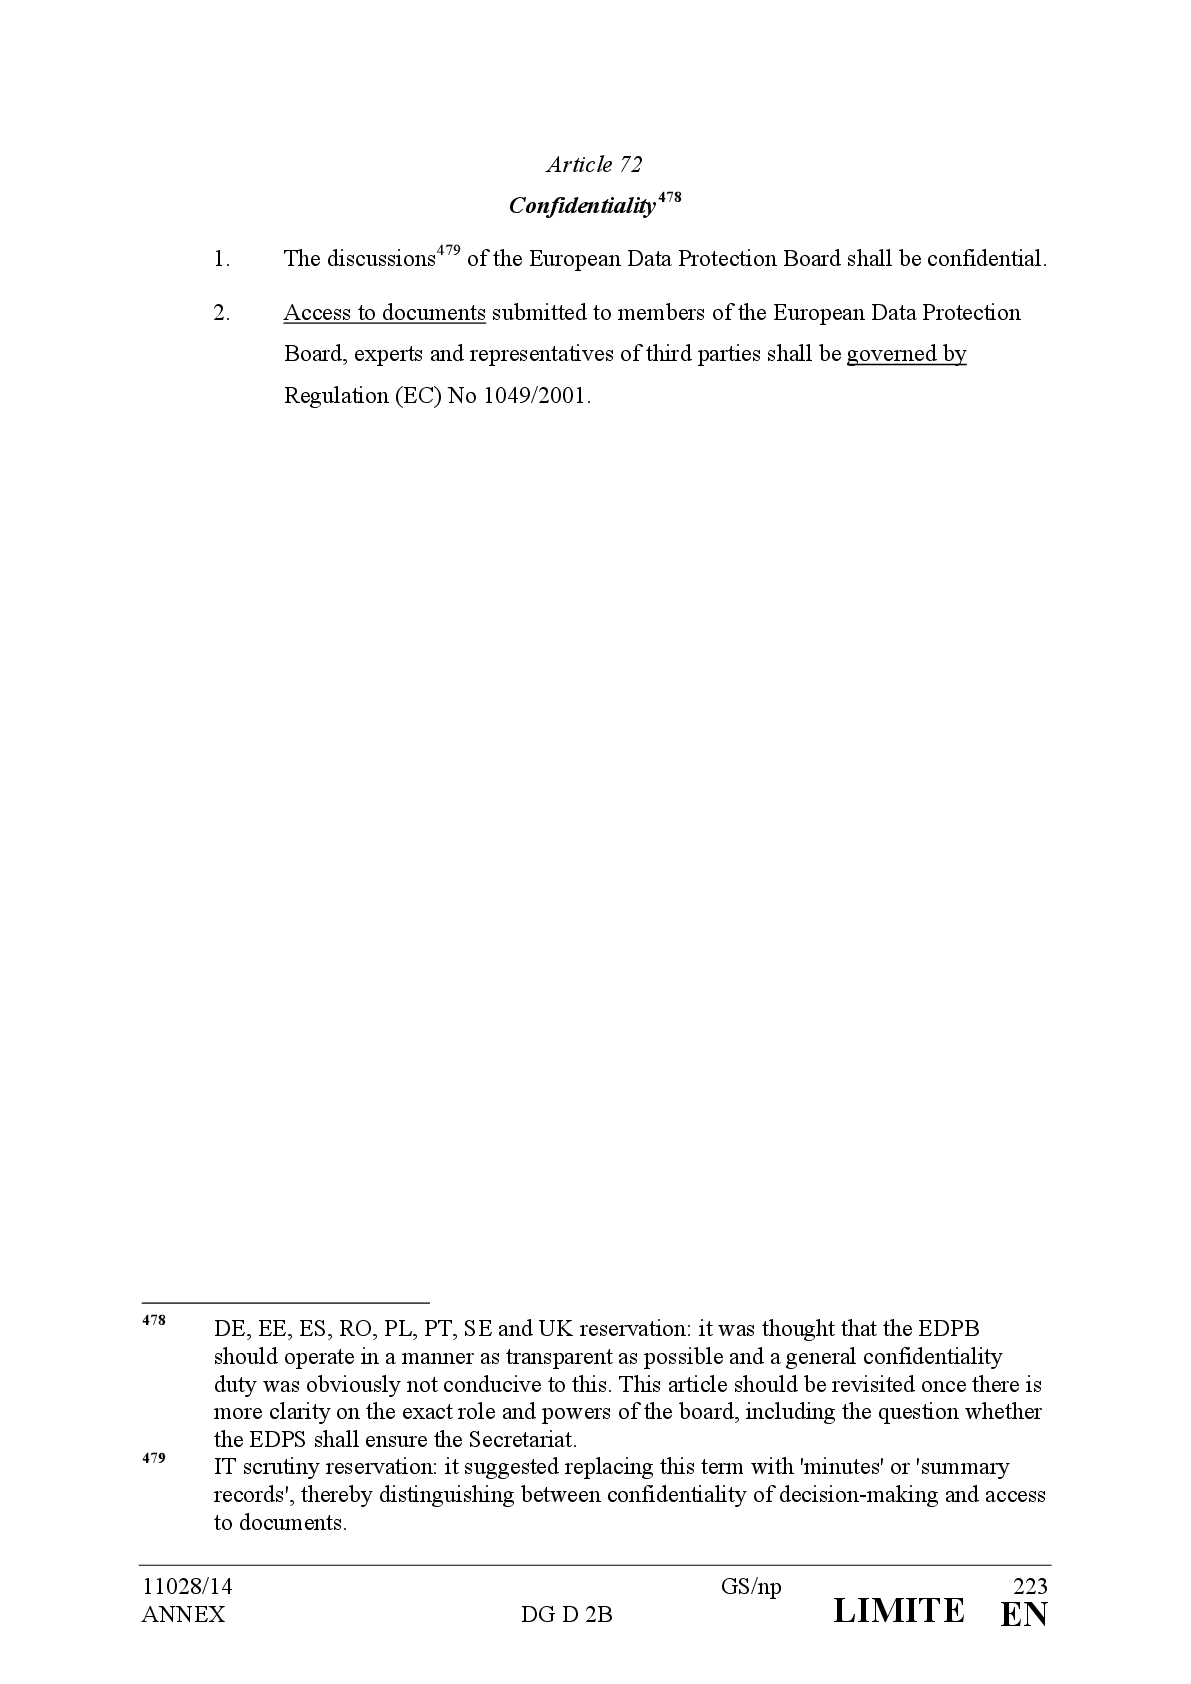 Article 72
Confidentiality478
1. The discussions479 of the European Data Protection Board shall be confidential.
2. Access to documents submitted to members of the European Data Protection
Board, experts and representatives of third parties shall be governed by
Regulation (EC) No 1049/2001.
478 DE, EE, ES, RO, PL, PT, SE and UK reservation: it was thought that the EDPB
should operate in a manner as transparent as possible and a general confidentiality
duty was obviously not conducive to this. This article should be revisited once there is
more clarity on the exact role and powers of the board, including the question whether
the EDPS shall ensure the Secretariat.
479 IT scrutiny reservation: it suggested replacing this term with 'minutes' or 'summary
records', thereby distinguishing between confidentiality of decision-making and access
to documents.
11028/14 GS/np 223
ANNEX DG D 2B LIMITE EN